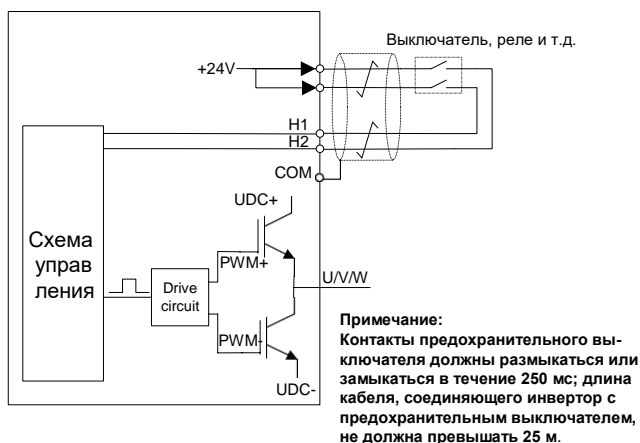 Выключатель, реле и т.д.
+24V
H1
H2
COM
UDC+
Схема
управ
ления
PWM+
Drive
circuit
U/V/W
PWM-
UDC-
Примечание:
Контакты предохранительного вы-
ключателя должны размыкаться или
замыкаться в течение 250 мс; длина
кабеля, соединяющего инвертор с
предохранительным выключателем,
не должна превышать 25 м.